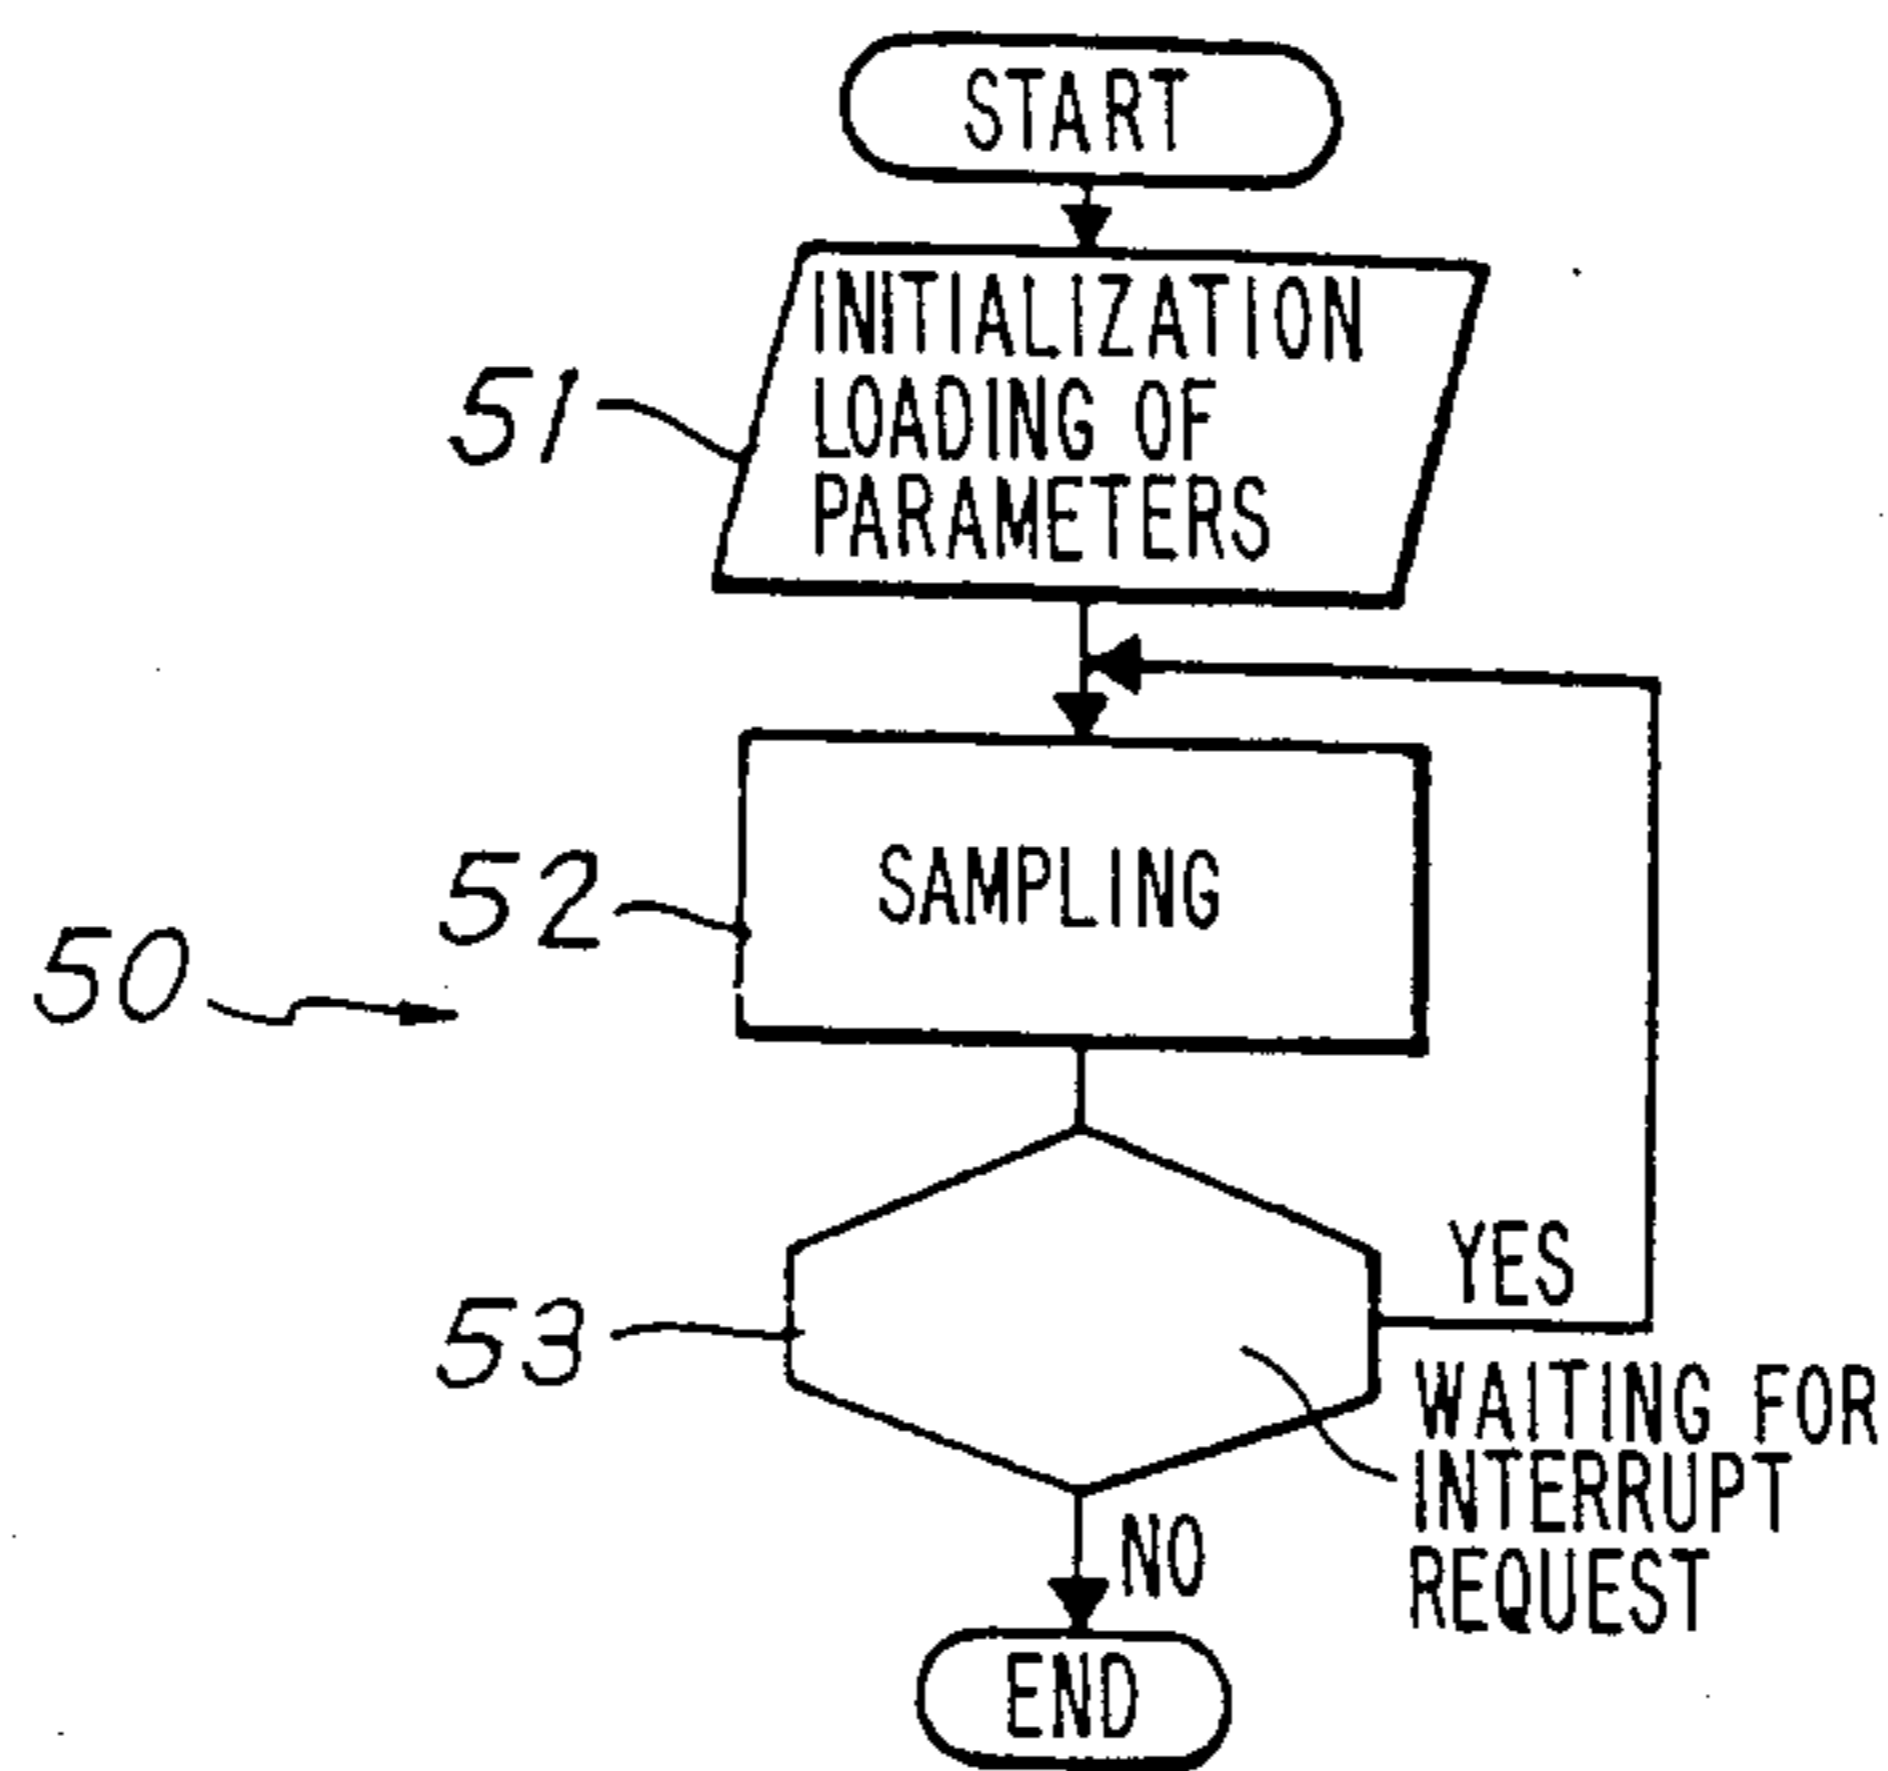 START
INITIALIZATION
LOADING OF
PARAMETERS
51
SAMPLING
52
50
YES
53
WAITING FOR
INTERRUPT
REQUEST
NO
END